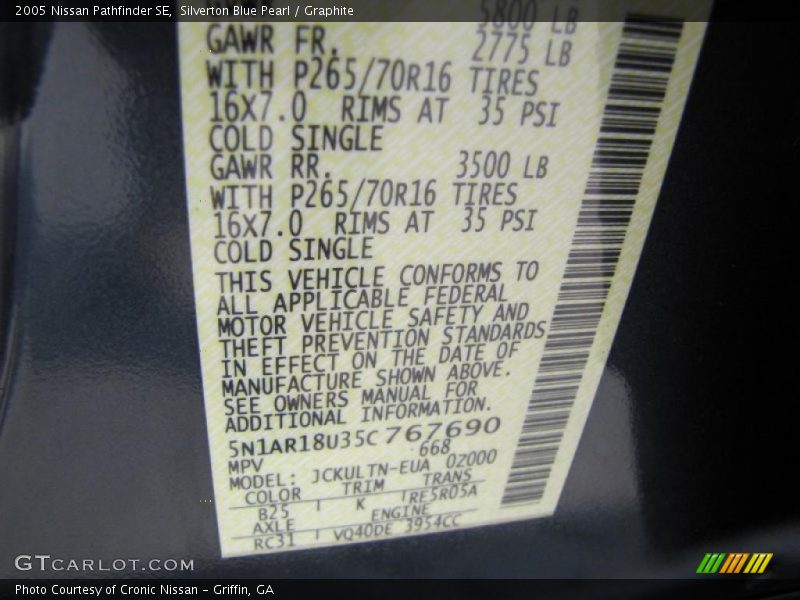 2005 Nissan Pathfinder SE, Silverton Blue Pearl / Graphite
5800 LB
GAWR FR. 2775 LB
WITH P265/70R16 TIRES
16X7.0 RIMS AT 35 PSI
COLD SINGLE
GAWR RR. 3500 LB
WITH P265/70R16 TIRES
16X7.0 RIMS AT 35 PSI
COLD SINGLE
THIS VEHICLE CONFORMS TO
ALL APPLICABLE FEDERAL
MOTOR VEHICLE SAFETY AND
THEFT PREVENTION STANDARDS
IN EFFECT ON THE DATE OF
MANUFACTURE SHOWN ABOVE.
SEE OWNERS MANUAL FOR
ADDITIONAL INFORMATION.
5N1AR18U35C767690
MPV 668
MODEL: JCKULTN-EUA 0Z000
COLOR TRIM TRANS
B25 K RE5R05A
AXLE ENGINE
RC31 VQ40DE 3954CC
GTCARLOT.COM
Photo Courtesy of Cronic Nissan - Griffin, GA